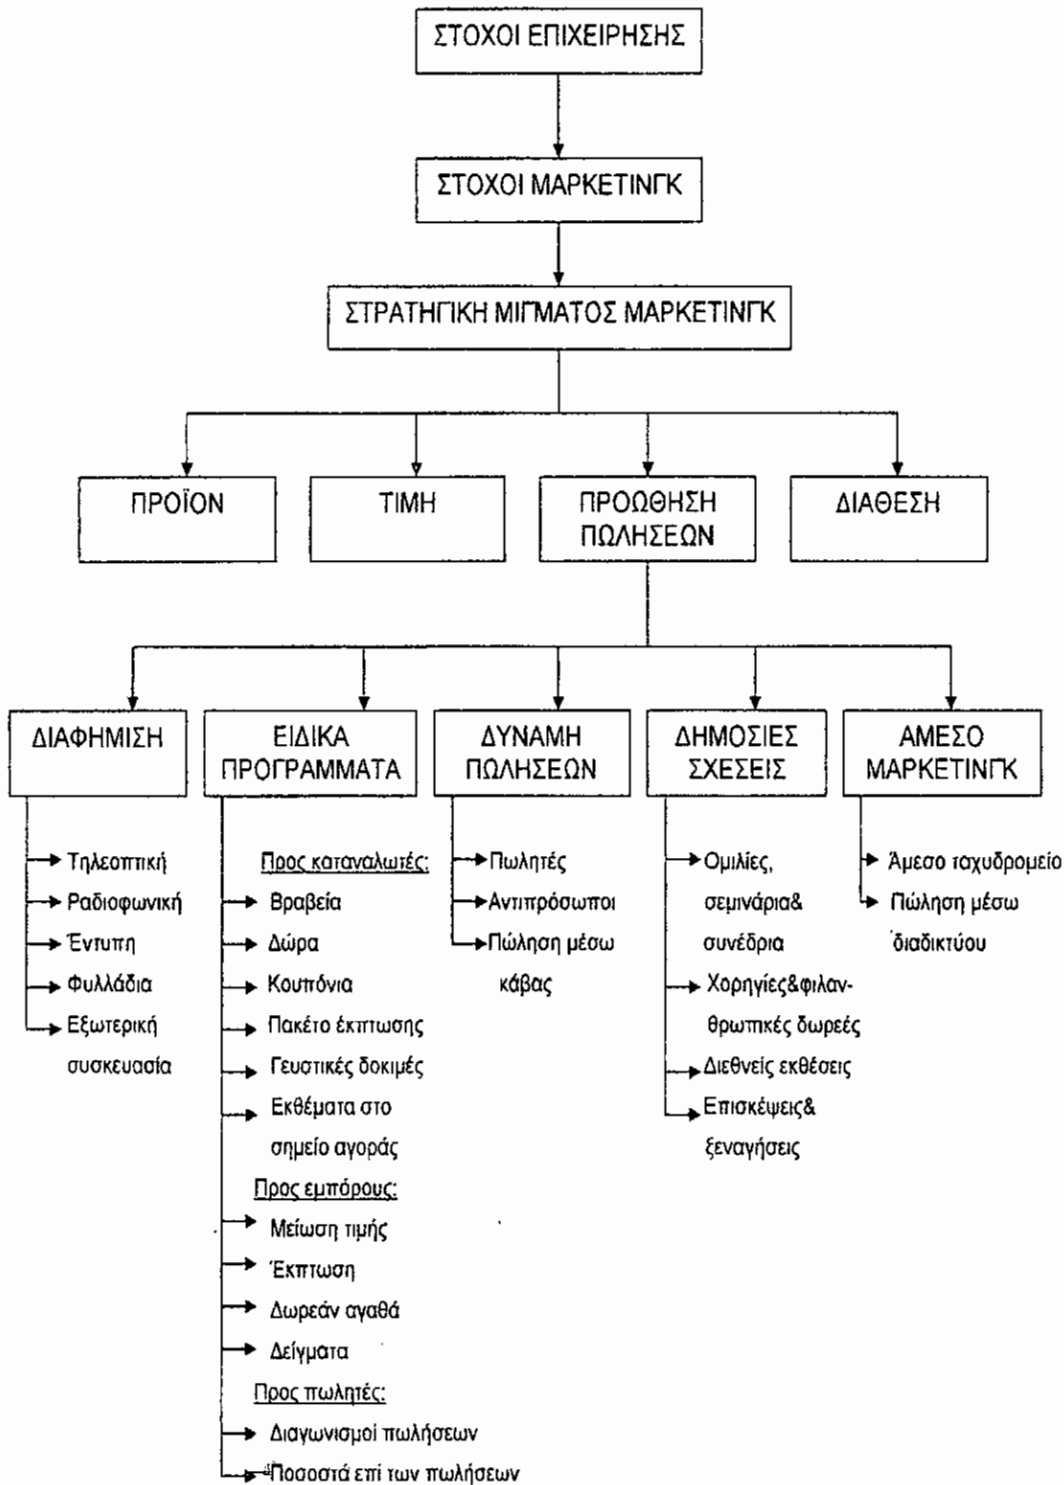 ΣΤΟΧΟΙ ΕΠΙΧΕΙΡΗΣΗΣ
ΣΤΟΧΟΙ ΜΑΡΚΕΤΙΝΓΚ
ΣΤΡΑΤΗΓΙΚΗ ΜΙΓΜΑΤΟΣ ΜΑΡΚΕΤΙΝΓΚ
ΠΡΟΪΟΝ
ΤΙΜΗ
ΠΡΟΩΘΗΣΗ
ΠΩΛΗΣΕΩΝ
ΔΙΑΘΕΣΗ
ΔΙΑΦΗΜΙΣΗ
Τηλεοπτική
Ραδιοφωνική
Έντυπη
Φυλλάδια
Εξωτερική
συσκευασία
ΕΙΔΙΚΑ
ΠΡΟΓΡΑΜΜΑΤΑ
Προς καταναλωτές:
Βραβεία
Δώρα
Κουπόνια
Πακέτο έκπτωσης
Γευστικές δοκιμές
Εκθέματα στο
σημείο αγοράς
Προς εμπόρους:
Μείωση τιμής
Έκπτωση
Δωρεάν αγαθά
Δείγματα
Προς πωλητές:
Διαγωνισμοί πωλήσεων
Ποσοστά επί των πωλήσεων
ΔΥΝΑΜΗ
ΠΩΛΗΣΕΩΝ
Πωλητές
Αντιπρόσωποι
Πώληση μέσω
κάβας
ΔΗΜΟΣΙΕΣ
ΣΧΕΣΕΙΣ
Ομιλίες,
σεμινάρια&
συνέδρια
Χορηγίες&φιλαν-
θρωπικές δωρεές
Διεθνείς εκθέσεις
Επισκέψεις&
ξεναγήσεις
ΑΜΕΣΟ
ΜΑΡΚΕΤΙΝΓΚ
Άμεσο ταχυδρομείο
Πώληση μέσω
διαδικτύου